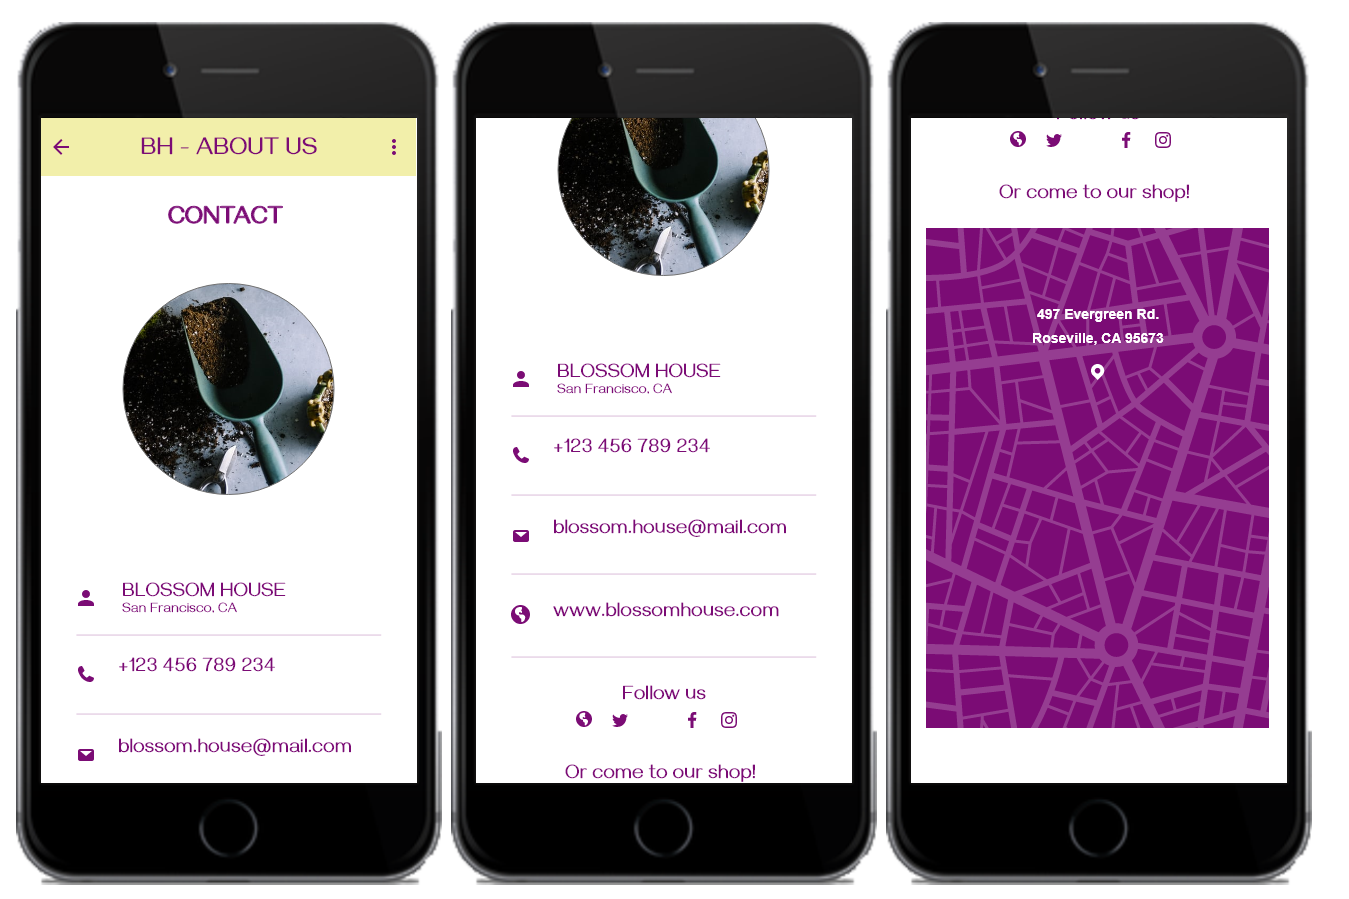 BH - ABOUT US
CONTACT
BLOSSOM HOUSE
San Francisco, CA
+123 456 789 234
blossom.house@mail.com
BLOSSOM HOUSE
San Francisco, CA
+123 456 789 234
blossom.house@mail.com
www.blossomhouse.com
Follow us
Or come to our shop!
Follow us
Or come to our shop!
497 Evergreen Rd.
Roseville, CA 95673